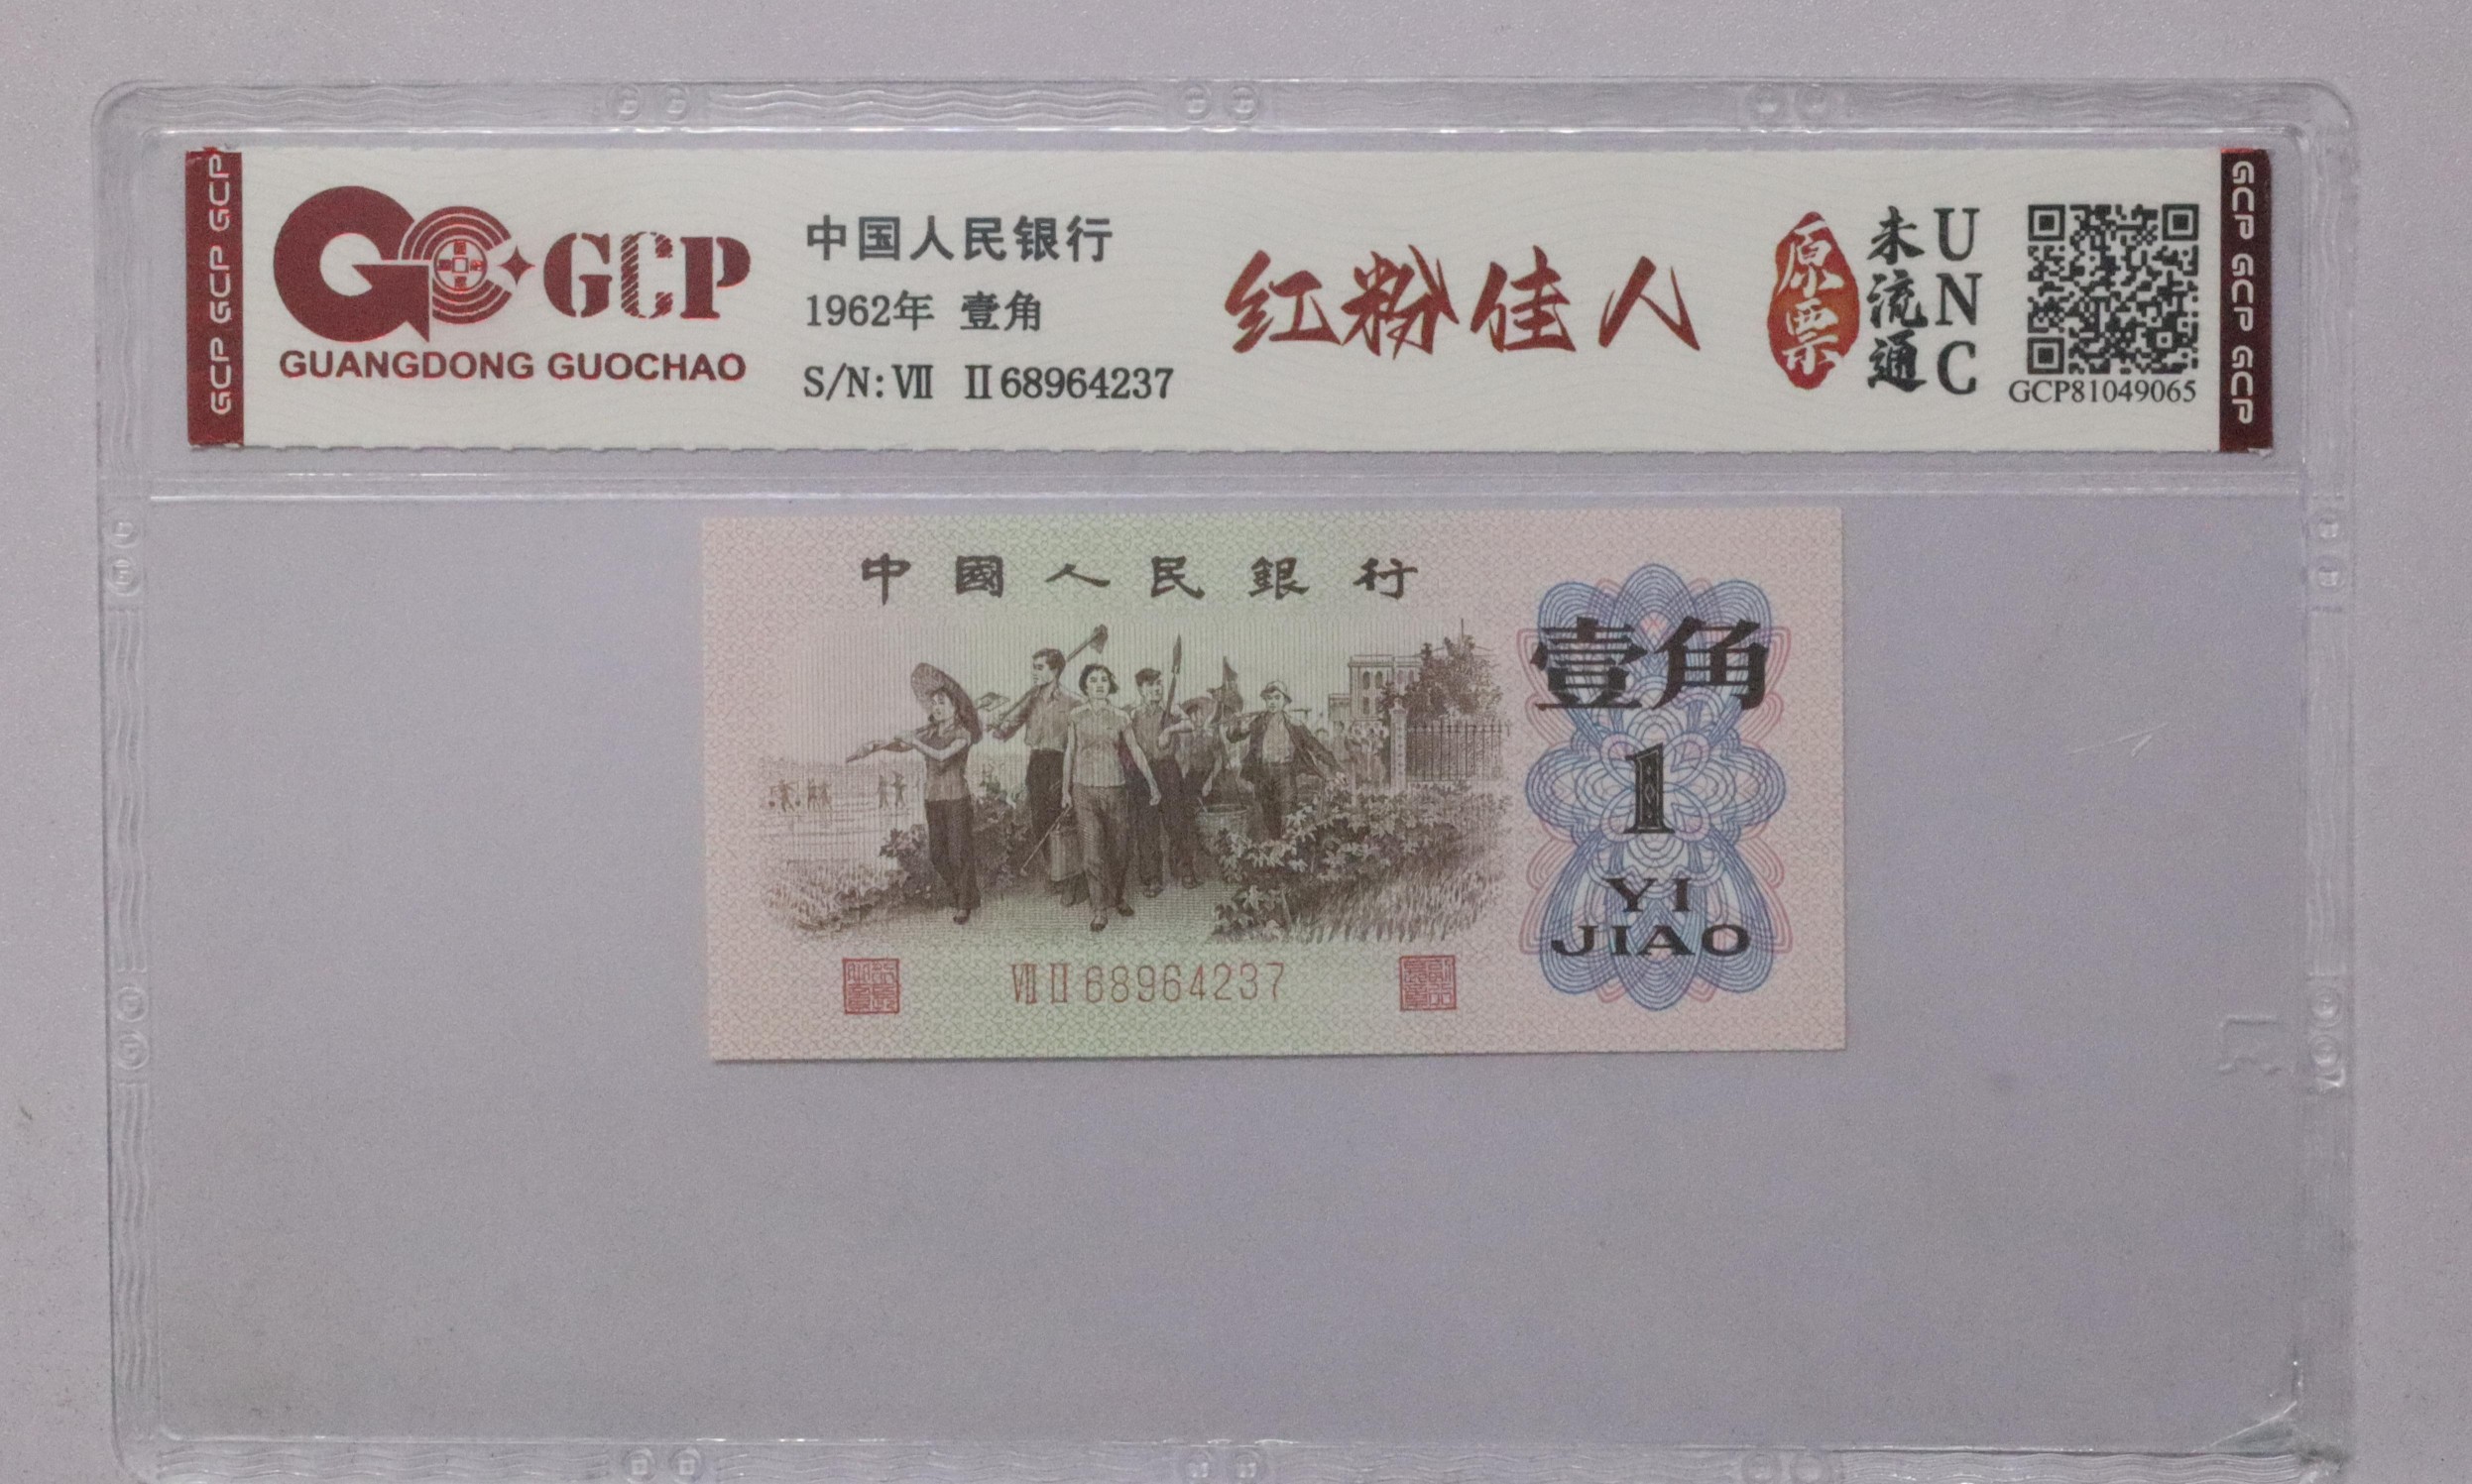 GCP GCP GCP
GCP
GUANGDONG GUOCHAO
中国人民银行
1962年 壹角
S/N: Ⅶ Ⅱ 68964237
红粉佳人
原票
未流通
UNC
GCP81049065
GCP GCP GCP
中國人民銀行
壹角
1
YI
JIAO
Ⅶ Ⅱ 68964237